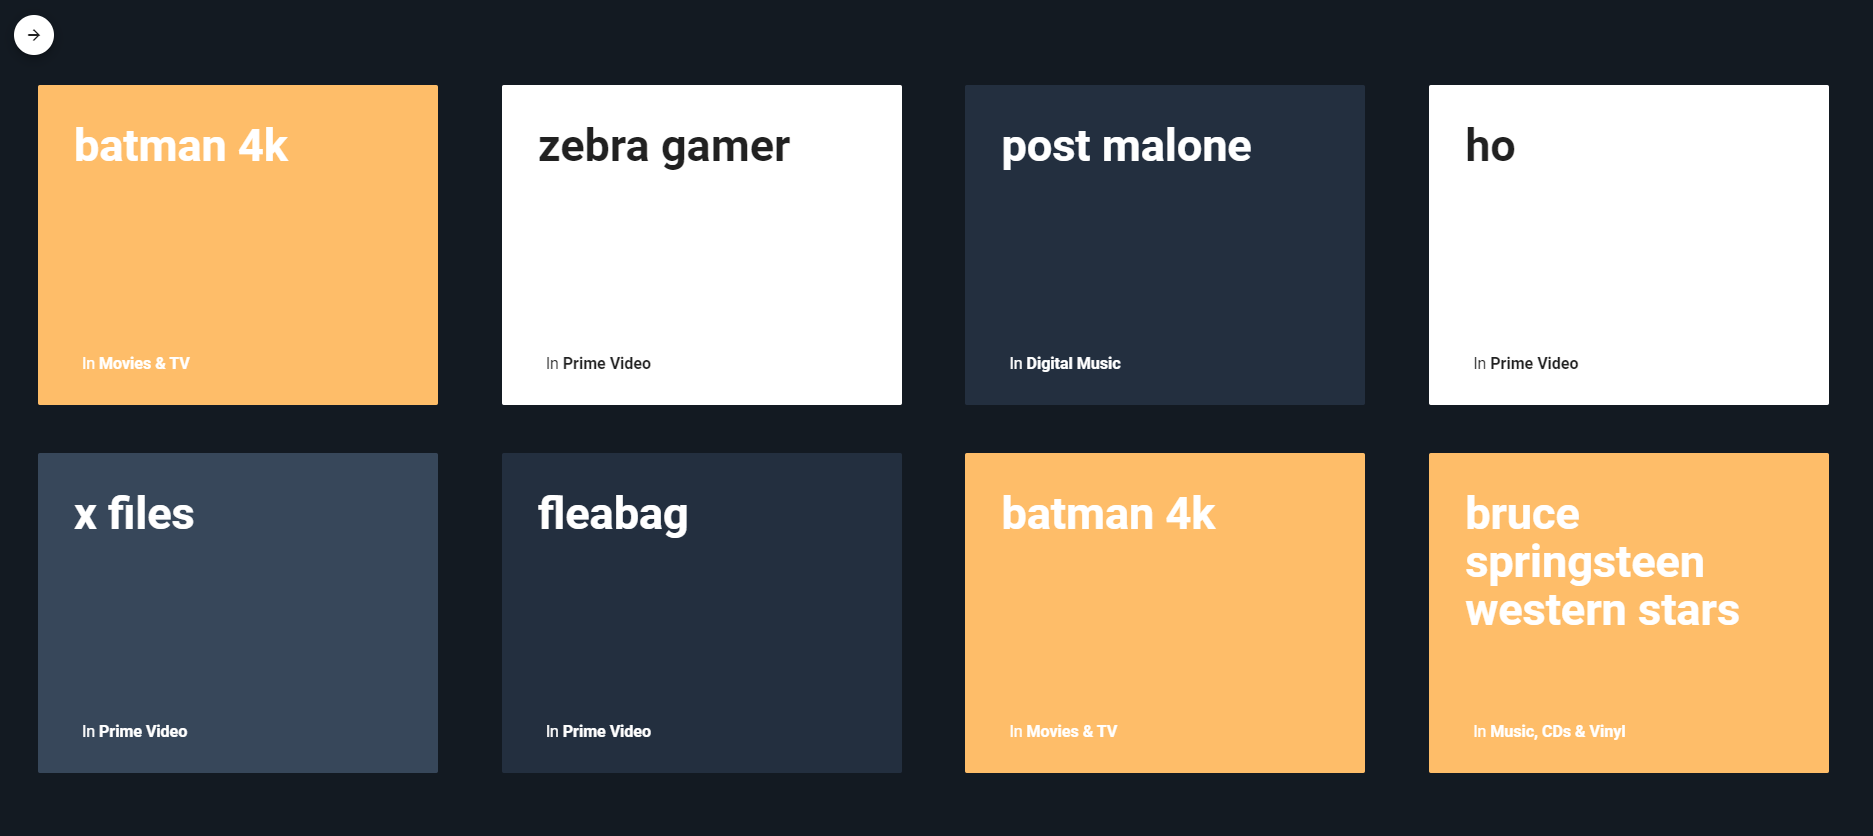 batman 4k
In Movies & TV
zebra gamer
In Prime Video
post malone
In Digital Music
ho
In Prime Video
x files
In Prime Video
fleabag
In Prime Video
batman 4k
In Movies & TV
bruce
springsteen
western stars
In Music, CDs & Vinyl